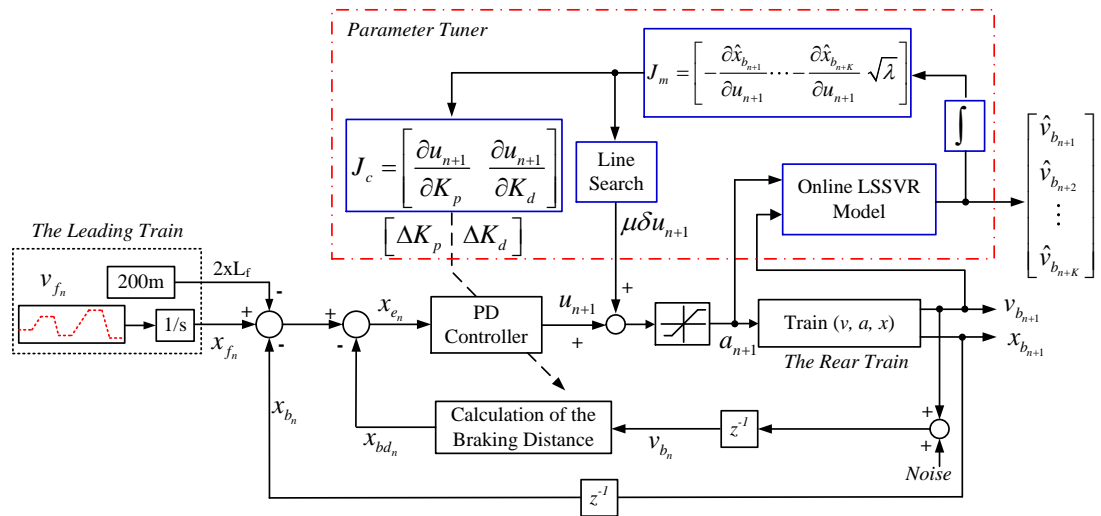 Parameter Tuner
J_m = [ -∂x̂_{b_{n+1}}/∂u_{n+1} ⋯ -∂x̂_{b_{n+K}}/∂u_{n+1} √λ ]
J_c = [ ∂u_{n+1}/∂K_p ∂u_{n+1}/∂K_d ]
Line
Search
∫
Online LSSVR
Model
v̂_{b_{n+1}}
v̂_{b_{n+2}}
⋮
v̂_{b_{n+K}}
[ΔK_p ΔK_d]
μδu_{n+1}
The Leading Train
v_{f_n}
200m
2xL_f
-
1/s
x_{f_n}
+
-
+
-
x_{e_n}
PD
Controller
u_{n+1}
+
+
a_{n+1}
Train (v, a, x)
The Rear Train
v_{b_{n+1}}
x_{b_{n+1}}
x_{b_n}
x_{bd_n}
Calculation of the
Braking Distance
v_{b_n}
z^{-1}
+
+
Noise
z^{-1}